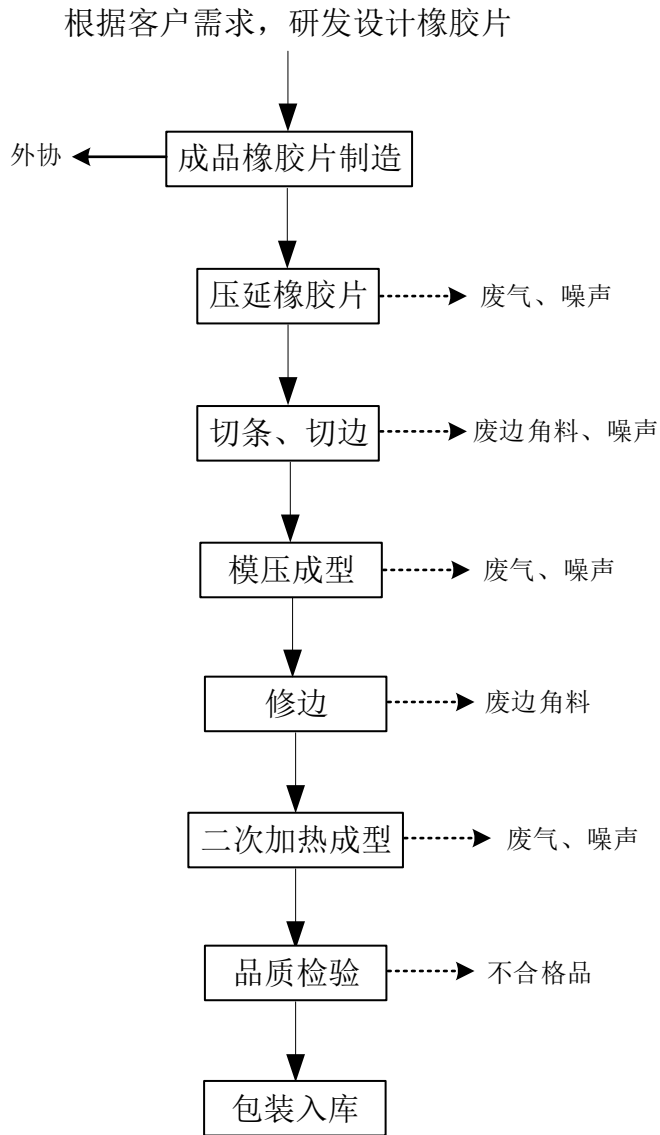 根据客户需求，研发设计橡胶片
外协
成品橡胶片制造
压延橡胶片
废气、噪声
切条、切边
废边角料、噪声
模压成型
废气、噪声
修边
废边角料
二次加热成型
废气、噪声
品质检验
不合格品
包装入库